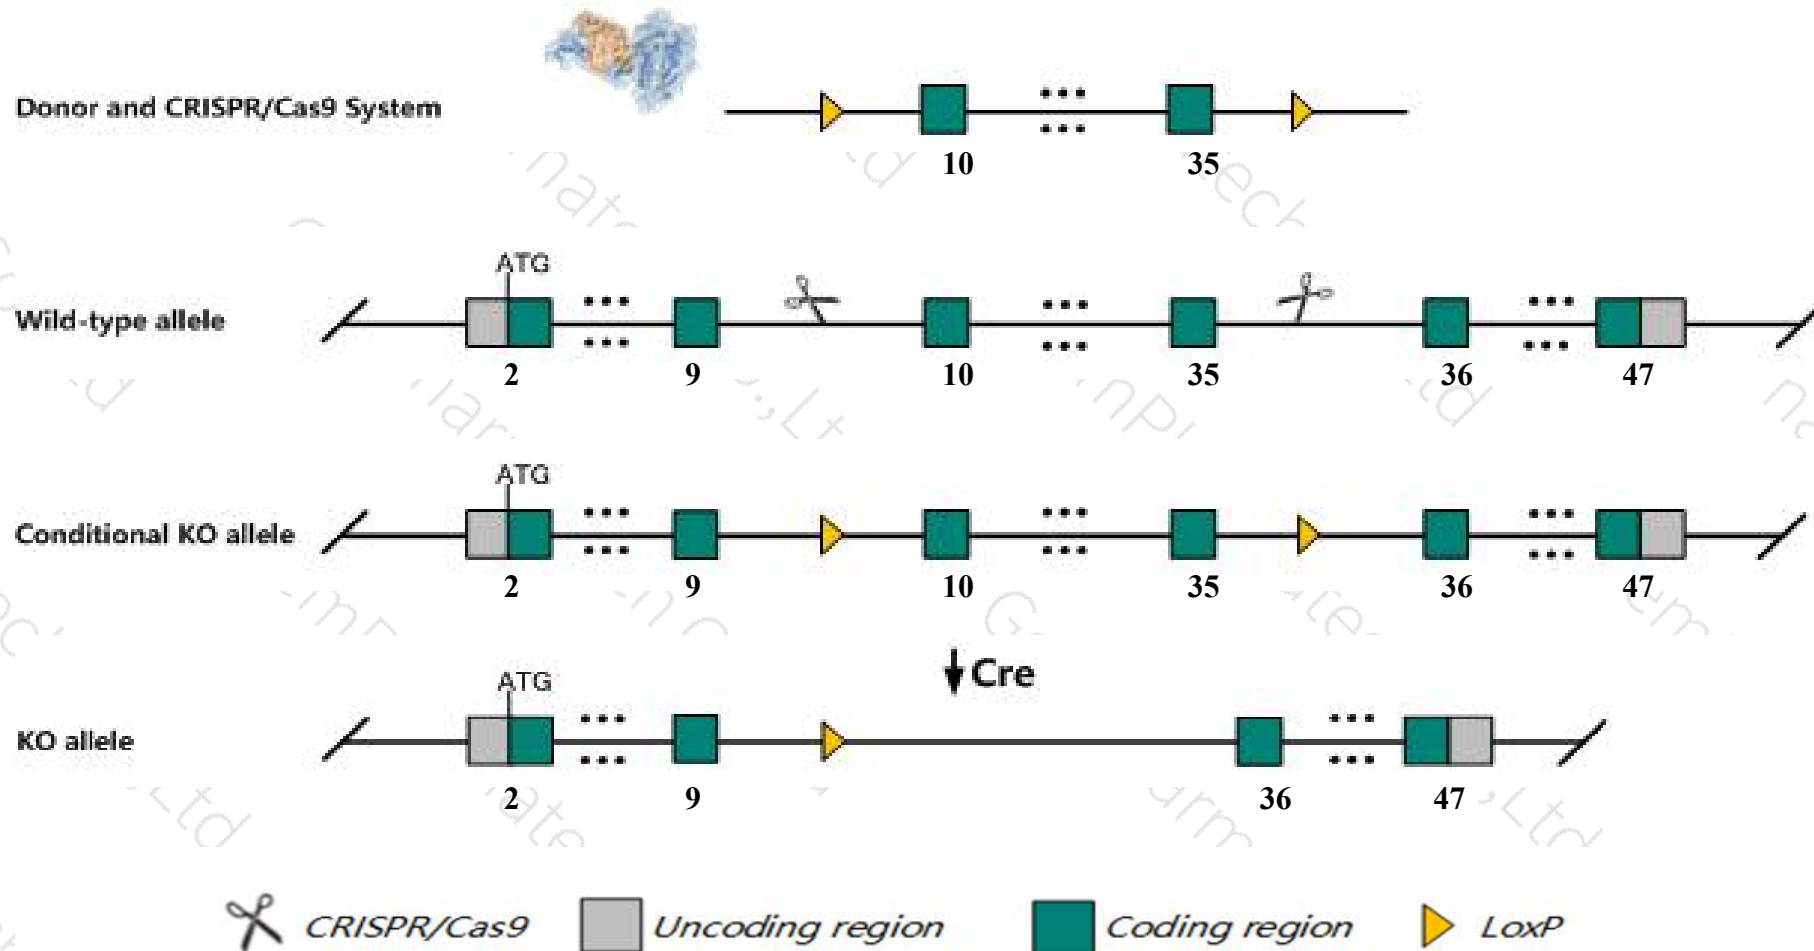 Donor and CRISPR/Cas9 System
10 35
ATG
Wild-type allele
2 9 10 35 36 47
ATG
Conditional KO allele
2 9 10 35 36 47
Cre
ATG
KO allele
2 9 36 47
CRISPR/Cas9 Uncoding region Coding region LoxP